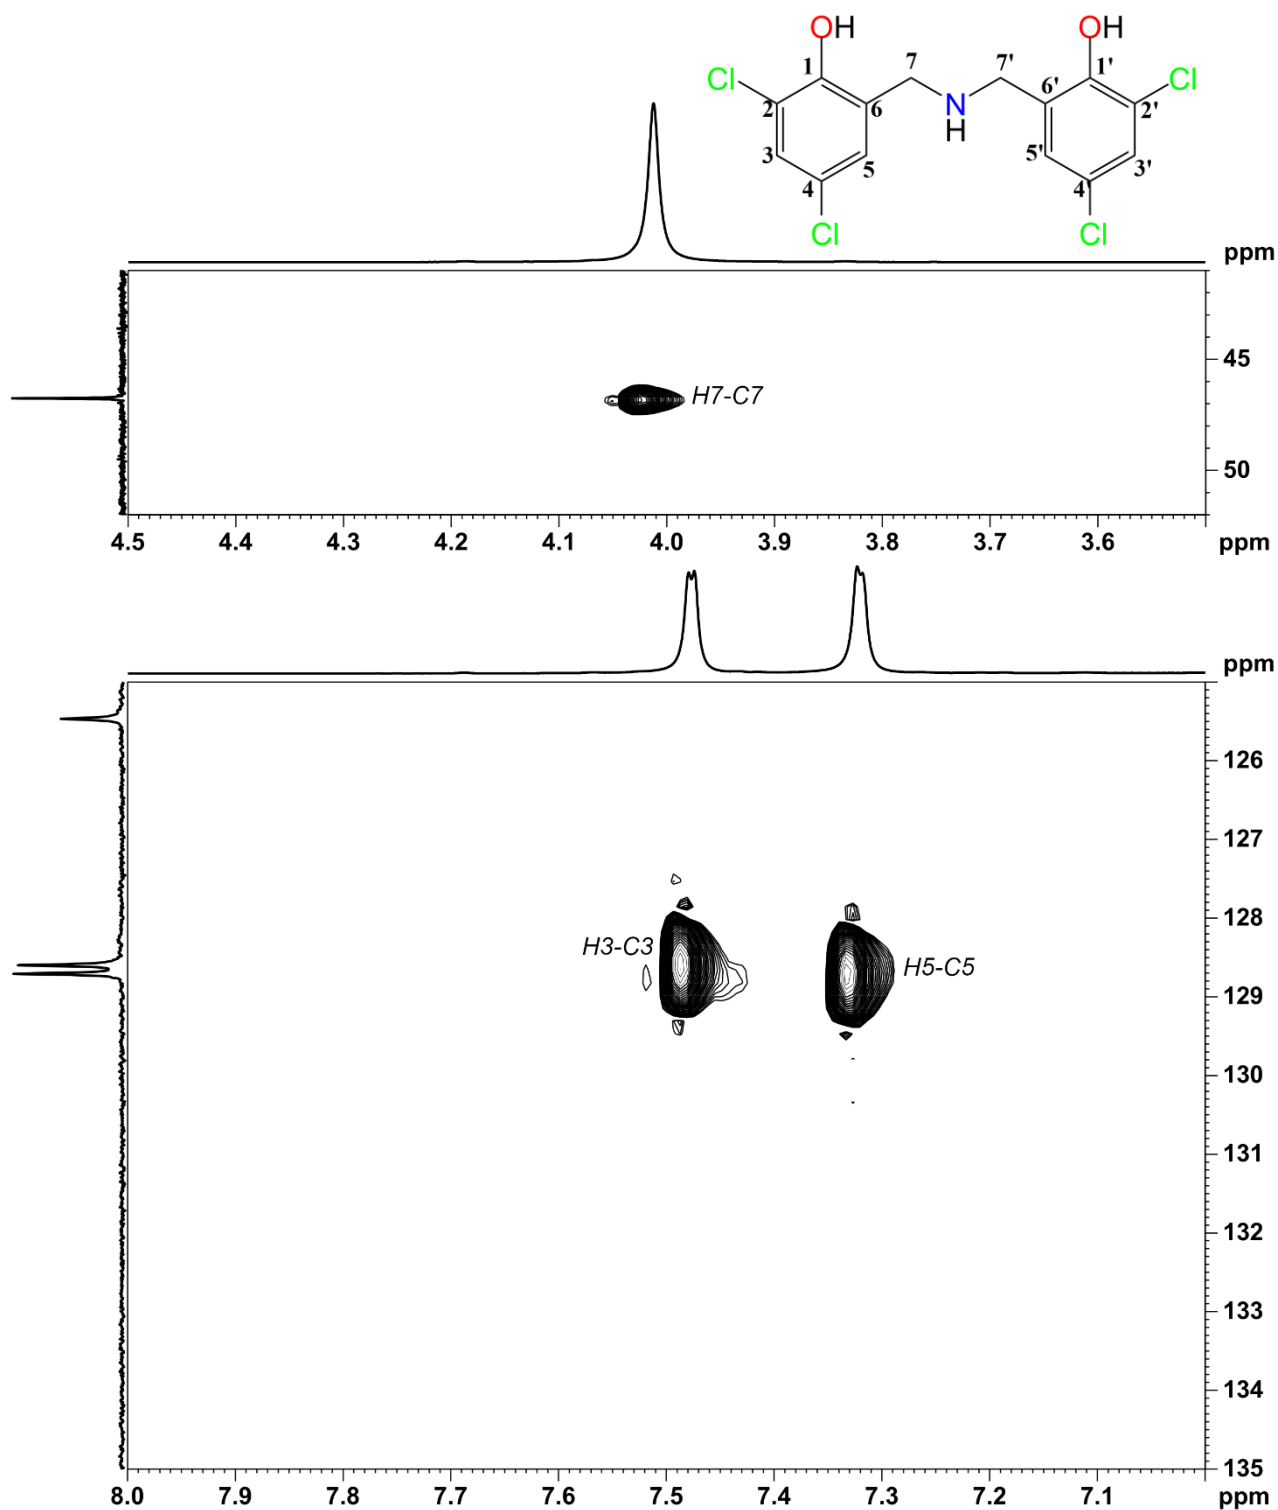 OH OH
7 7'
1 1'
Cl 6' Cl
2 6 N 2'
H
3 5 5' 3'
4 4'
Cl Cl
ppm
45
H7-C7
50
4.5 4.4 4.3 4.2 4.1 4.0 3.9 3.8 3.7 3.6 ppm
ppm
126
127
128
H3-C3
H5-C5
129
130
131
132
133
134
135
8.0 7.9 7.8 7.7 7.6 7.5 7.4 7.3 7.2 7.1 ppm